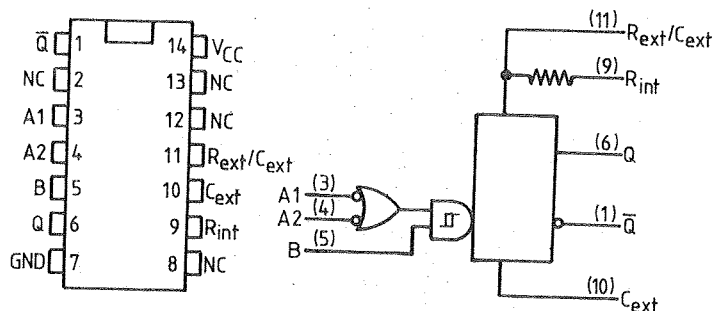 Q̅ 1 14 VCC
NC 2 13 NC
A1 3 12 NC
A2 4 11 Rext/Cext
B 5 10 Cext
Q 6 9 Rint
GND 7 8 NC
(11) Rext/Cext
(9) Rint
(6) Q
A1 (3)
A2 (4)
B (5)
(1) Q̅
(10) Cext